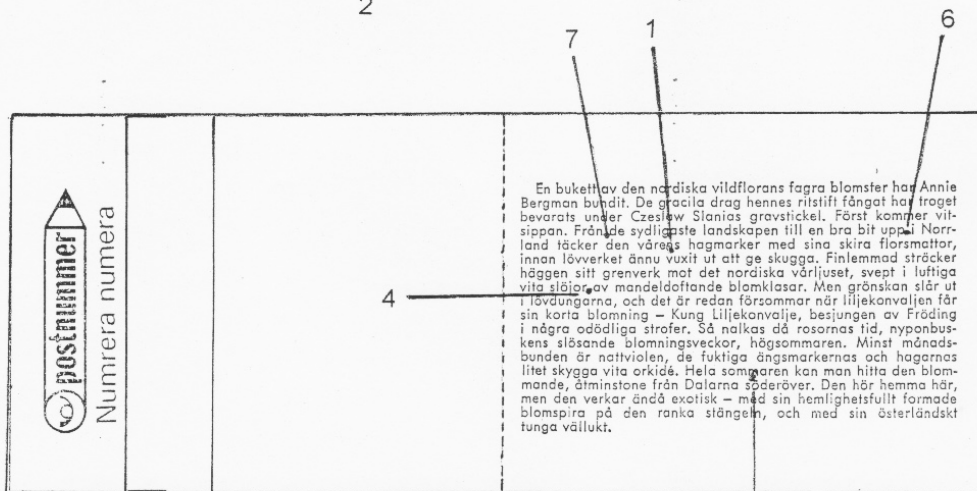 2
7
1
6
4
postnummer
Numrera numera
En bukett av den nordiska vildflorans fagra blomster har Annie
Bergman bundit. De gracila drag hennes ritstift fångat har troget
bevarats under Czesław Slanias gravstickel. Först kommer vit-
sippan. Från de sydligaste landskapen till en bra bit upp i Norr-
land täcker den vårens hagmarker med sina skira florsmattor,
innan lövverket ännu vuxit ut att ge skugga. Finlemmad sträcker
häggen sitt grenverk mot det nordiska vårljuset, svept i luftiga
vita slöjor av mandeldoftande blomklasar. Men grönskan slår ut
i lövdungarna, och det är redan försommar när liljekonvaljen får
sin korta blomning – Kung Liljekonvalje, besjungen av Fröding
i några odödliga strofer. Så nalkas då rosornas tid, nyponbus-
kens slösande blomningsveckor, högsommaren. Minst månads-
bunden är nattviolen, de fuktiga ängsmarkernas och hagarnas
litet skygga vita orkidé. Hela sommaren kan man hitta den blom-
mande, åtminstone från Dalarna söderöver. Den hör hemma här,
men den verkar ändå exotisk – med sin hemlighetsfullt formade
blomspira på den ranka stängeln, och med sin österländskt
tunga vällukt.